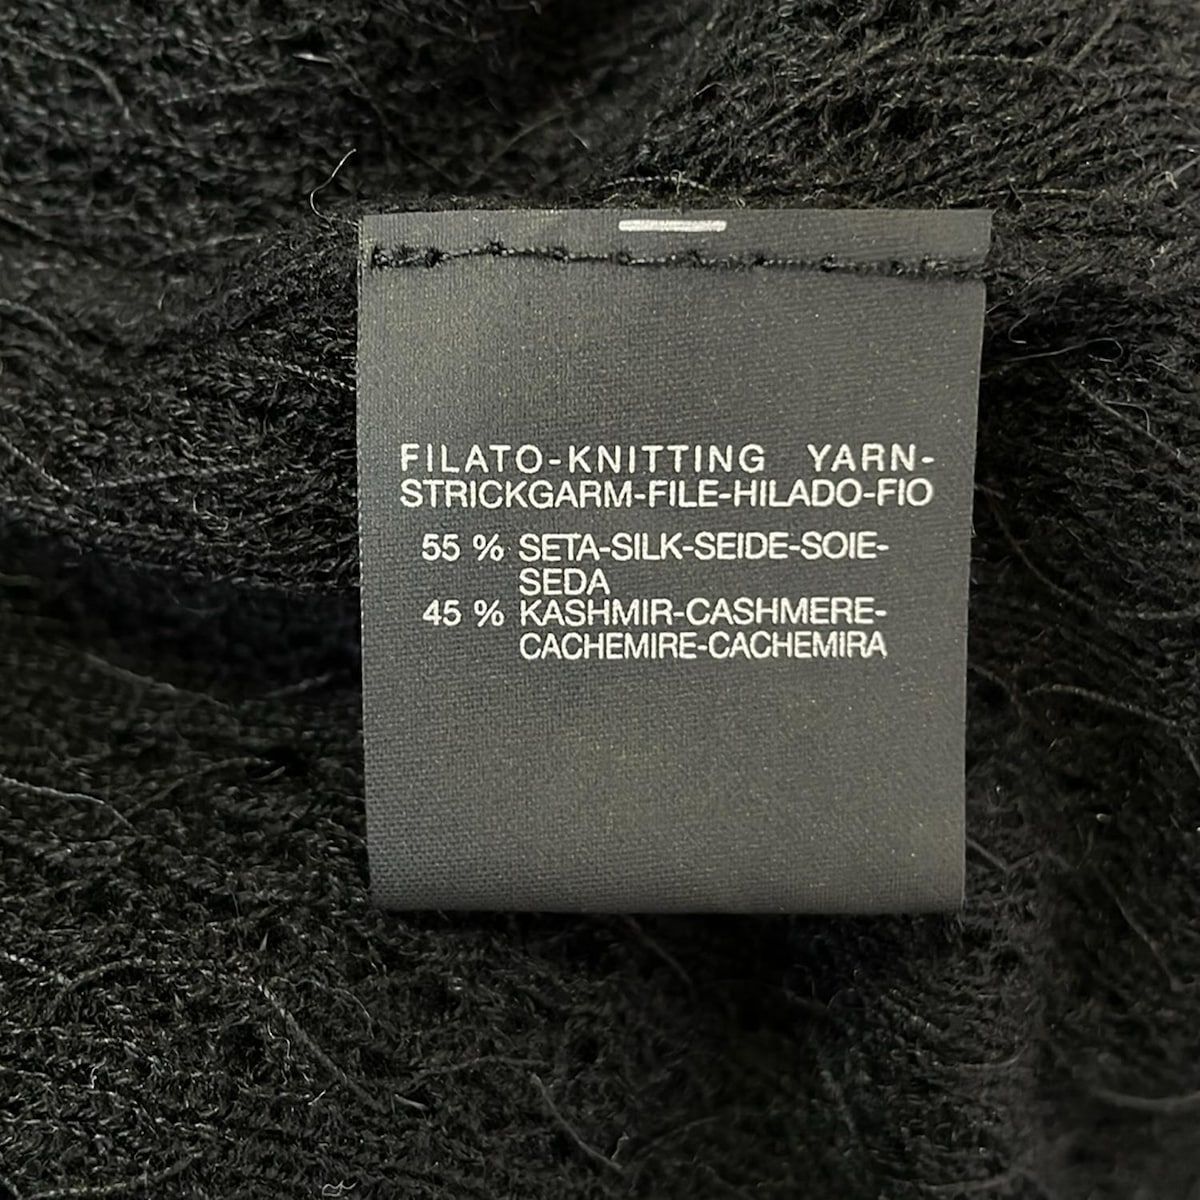 FILATO-KNITTING YARN-
STRICKGARM-FILE-HILADO-FIO
55 % SETA-SILK-SEIDE-SOIE-
SEDA
45 % KASHMIR-CASHMERE-
CACHEMIRE-CACHEMIRA